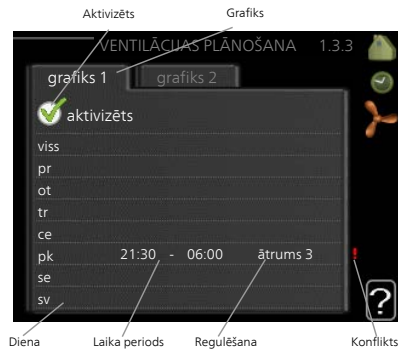 Aktivizēts Grafiks
VENTILĀCIJAS PLĀNOŠANA 1.3.3
grafiks 1 grafiks 2
aktivizēts
viss
pr
ot
tr
ce
pk 21:30 - 06:00 ātrums 3 !
se
sv
?
Diena Laika periods Regulēšana Konflikts